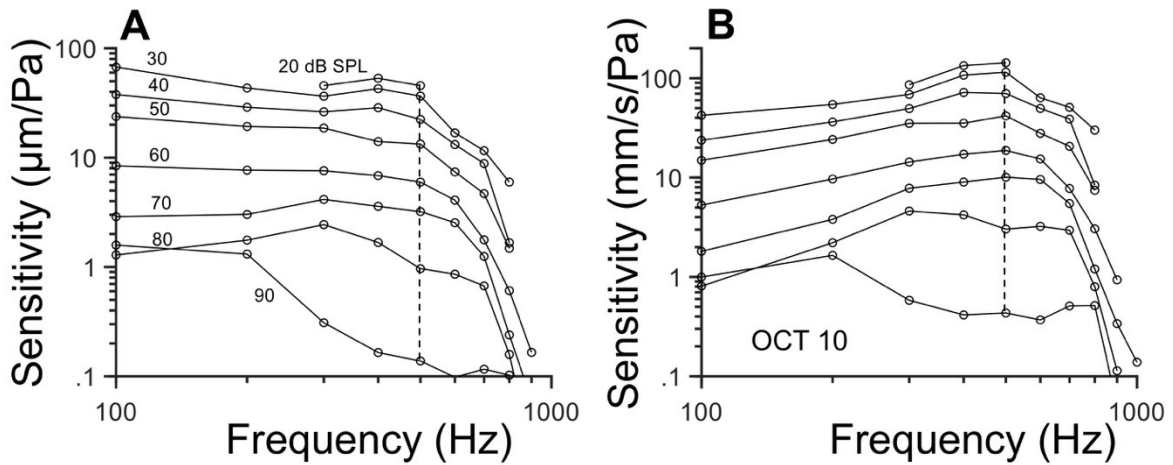 A
B
Sensitivity (µm/Pa)
100
10
1
.1
30
40
50
60
70
80
90
20 dB SPL
100
1000
Frequency (Hz)
Sensitivity (mm/s/Pa)
100
10
1
.1
OCT 10
100
1000
Frequency (Hz)